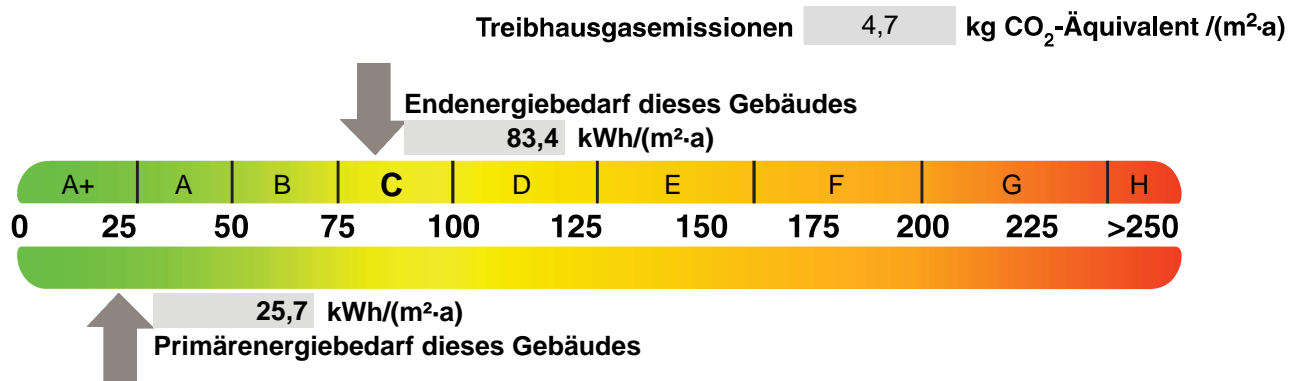 Treibhausgasemissionen 4,7 kg CO₂-Äquivalent /(m²·a)
Endenergiebedarf dieses Gebäudes
83,4 kWh/(m²·a)
A+ A B C D E F G H
0 25 50 75 100 125 150 175 200 225 >250
25,7 kWh/(m²·a)
Primärenergiebedarf dieses Gebäudes